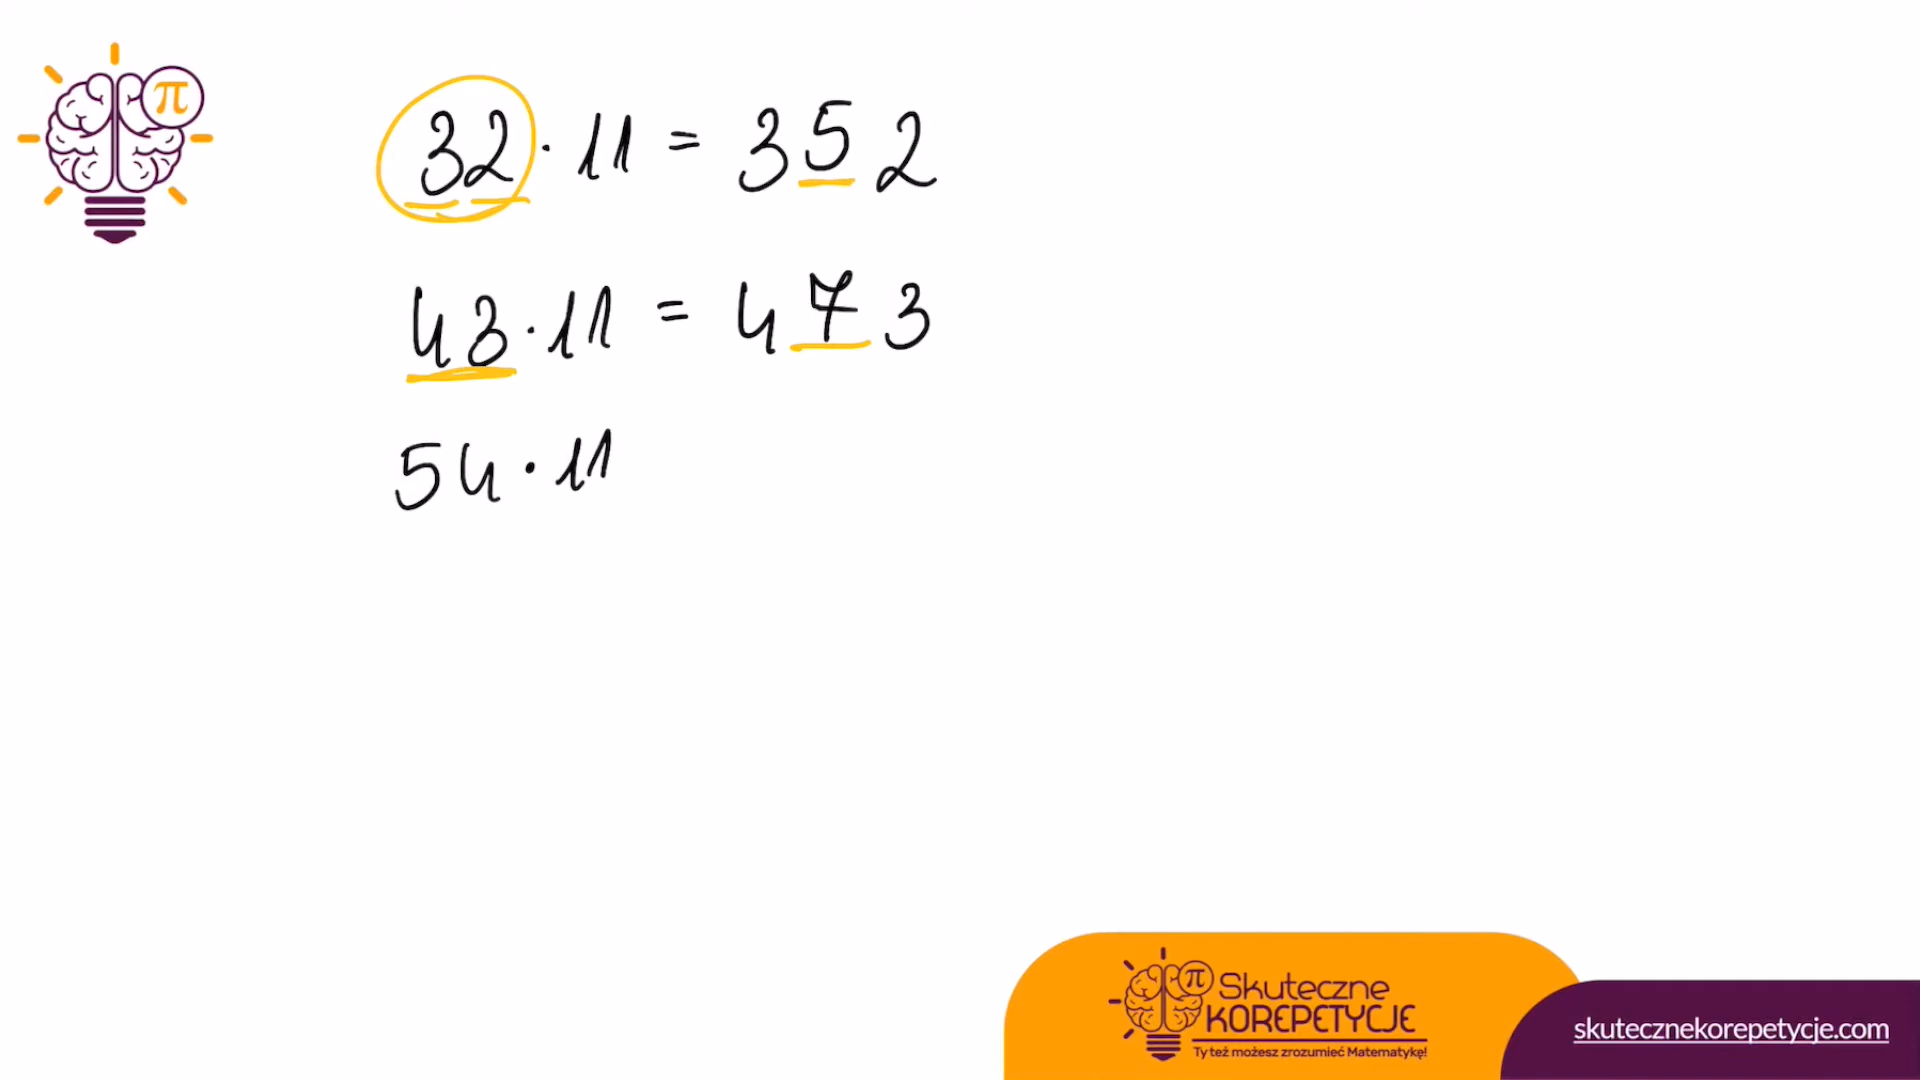 π
32 · 11 = 352
43 · 11 = 473
54 · 11
π
Skuteczne
KOREPETYCJE
Ty też możesz zrozumieć Matematykę!
skutecznekorepetycje.com